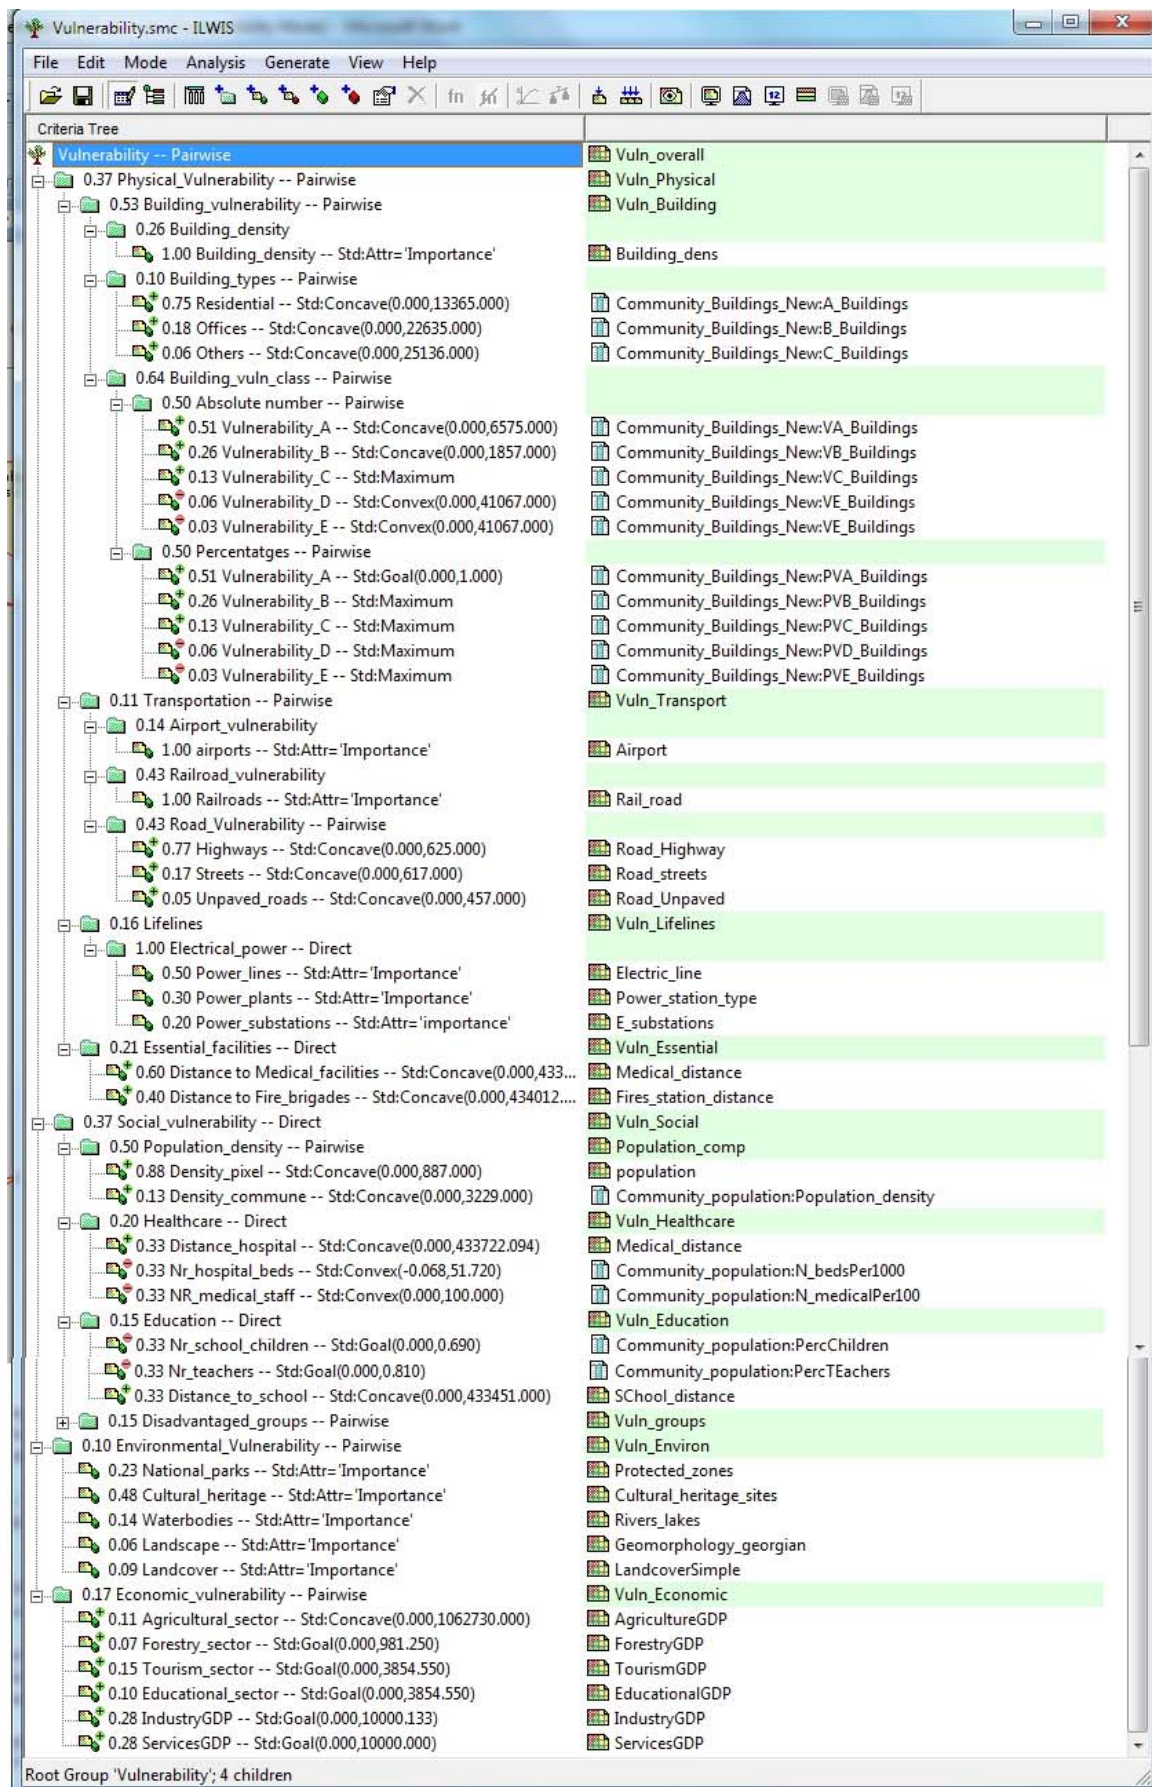 Vulnerability.smc - ILWIS
File Edit Mode Analysis Generate View Help
Criteria Tree
Vulnerability -- Pairwise Vuln_overall
0.37 Physical_Vulnerability -- Pairwise Vuln_Physical
0.53 Building_vulnerability -- Pairwise Vuln_Building
0.26 Building_density
1.00 Building_density -- Std:Attr='Importance' Building_dens
0.10 Building_types -- Pairwise
0.75 Residential -- Std:Concave(0.000,13365.000) Community_Buildings_New:A_Buildings
0.18 Offices -- Std:Concave(0.000,22635.000) Community_Buildings_New:B_Buildings
0.06 Others -- Std:Concave(0.000,25136.000) Community_Buildings_New:C_Buildings
0.64 Building_vuln_class -- Pairwise
0.50 Absolute number -- Pairwise
0.51 Vulnerability_A -- Std:Concave(0.000,6575.000) Community_Buildings_New:VA_Buildings
0.26 Vulnerability_B -- Std:Concave(0.000,1857.000) Community_Buildings_New:VB_Buildings
0.13 Vulnerability_C -- Std:Maximum Community_Buildings_New:VC_Buildings
0.06 Vulnerability_D -- Std:Convex(0.000,41067.000) Community_Buildings_New:VE_Buildings
0.03 Vulnerability_E -- Std:Convex(0.000,41067.000) Community_Buildings_New:VE_Buildings
0.50 Percentatges -- Pairwise
0.51 Vulnerability_A -- Std:Goal(0.000,1.000) Community_Buildings_New:PVA_Buildings
0.26 Vulnerability_B -- Std:Maximum Community_Buildings_New:PVB_Buildings
0.13 Vulnerability_C -- Std:Maximum Community_Buildings_New:PVC_Buildings
0.06 Vulnerability_D -- Std:Maximum Community_Buildings_New:PVD_Buildings
0.03 Vulnerability_E -- Std:Maximum Community_Buildings_New:PVE_Buildings
0.11 Transportation -- Pairwise Vuln_Transport
0.14 Airport_vulnerability
1.00 airports -- Std:Attr='Importance' Airport
0.43 Railroad_vulnerability
1.00 Railroads -- Std:Attr='Importance' Rail_road
0.43 Road_Vulnerability -- Pairwise
0.77 Highways -- Std:Concave(0.000,625.000) Road_Highway
0.17 Streets -- Std:Concave(0.000,617.000) Road_streets
0.05 Unpaved_roads -- Std:Concave(0.000,457.000) Road_Unpaved
0.16 Lifelines Vuln_Lifelines
1.00 Electrical_power -- Direct
0.50 Power_lines -- Std:Attr='Importance' Electric_line
0.30 Power_plants -- Std:Attr='Importance' Power_station_type
0.20 Power_substations -- Std:Attr='importance' E_substations
0.21 Essential_facilities -- Direct Vuln_Essential
0.60 Distance to Medical_facilities -- Std:Concave(0.000,433... Medical_distance
0.40 Distance to Fire_brigades -- Std:Concave(0.000,434012.... Fires_station_distance
0.37 Social_vulnerability -- Direct Vuln_Social
0.50 Population_density -- Pairwise Population_comp
0.88 Density_pixel -- Std:Concave(0.000,887.000) population
0.13 Density_commune -- Std:Concave(0.000,3229.000) Community_population:Population_density
0.20 Healthcare -- Direct Vuln_Healthcare
0.33 Distance_hospital -- Std:Concave(0.000,433722.094) Medical_distance
0.33 Nr_hospital_beds -- Std:Convex(-0.068,51.720) Community_population:N_bedsPer1000
0.33 NR_medical_staff -- Std:Convex(0.000,100.000) Community_population:N_medicalPer100
0.15 Education -- Direct Vuln_Education
0.33 Nr_school_children -- Std:Goal(0.000,0.690) Community_population:PercChildren
0.33 Nr_teachers -- Std:Goal(0.000,0.810) Community_population:PercTEachers
0.33 Distance_to_school -- Std:Concave(0.000,433451.000) SChool_distance
0.15 Disadvantaged_groups -- Pairwise Vuln_groups
0.10 Environmental_Vulnerability -- Pairwise Vuln_Environ
0.23 National_parks -- Std:Attr='Importance' Protected_zones
0.48 Cultural_heritage -- Std:Attr='Importance' Cultural_heritage_sites
0.14 Waterbodies -- Std:Attr='Importance' Rivers_lakes
0.06 Landscape -- Std:Attr='Importance' Geomorphology_georgian
0.09 Landcover -- Std:Attr='Importance' LandcoverSimple
0.17 Economic_vulnerability -- Pairwise Vuln_Economic
0.11 Agricultural_sector -- Std:Concave(0.000,1062730.000) AgricultureGDP
0.07 Forestry_sector -- Std:Goal(0.000,981.250) ForestryGDP
0.15 Tourism_sector -- Std:Goal(0.000,3854.550) TourismGDP
0.10 Educational_sector -- Std:Goal(0.000,3854.550) EducationalGDP
0.28 IndustryGDP -- Std:Goal(0.000,10000.133) IndustryGDP
0.28 ServicesGDP -- Std:Goal(0.000,10000.000) ServicesGDP
Root Group 'Vulnerability'; 4 children